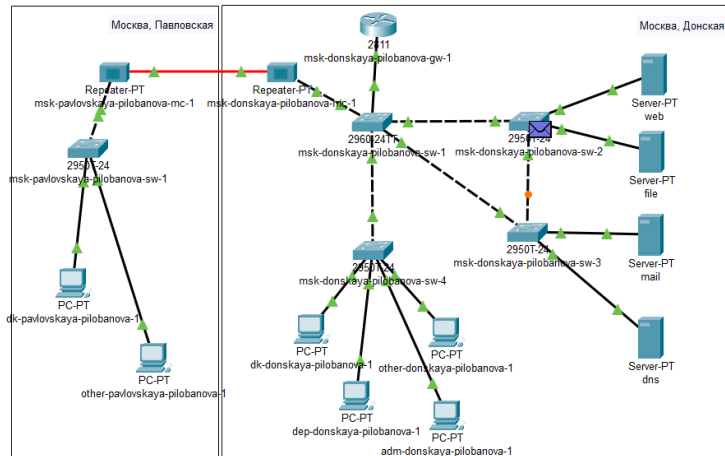 Москва, Павловская
Москва, Донская
2811
msk-donskaya-pilobanova-gw-1
Repeater-PT
msk-pavlovskaya-pilobanova-mc-1
Repeater-PT
msk-donskaya-pilobanova-mc-1
2960-24TT
msk-donskaya-pilobanova-sw-1
2950T-24
msk-donskaya-pilobanova-sw-2
Server-PT
web
2950T-24
msk-pavlovskaya-pilobanova-sw-1
Server-PT
file
2950T-24
msk-donskaya-pilobanova-sw-3
Server-PT
mail
2950T-24
msk-donskaya-pilobanova-sw-4
PC-PT
dk-pavlovskaya-pilobanova-1
PC-PT
other-pavlovskaya-pilobanova-1
PC-PT
dk-donskaya-pilobanova-1
PC-PT
other-donskaya-pilobanova-1
Server-PT
dns
PC-PT
dep-donskaya-pilobanova-1
PC-PT
adm-donskaya-pilobanova-1